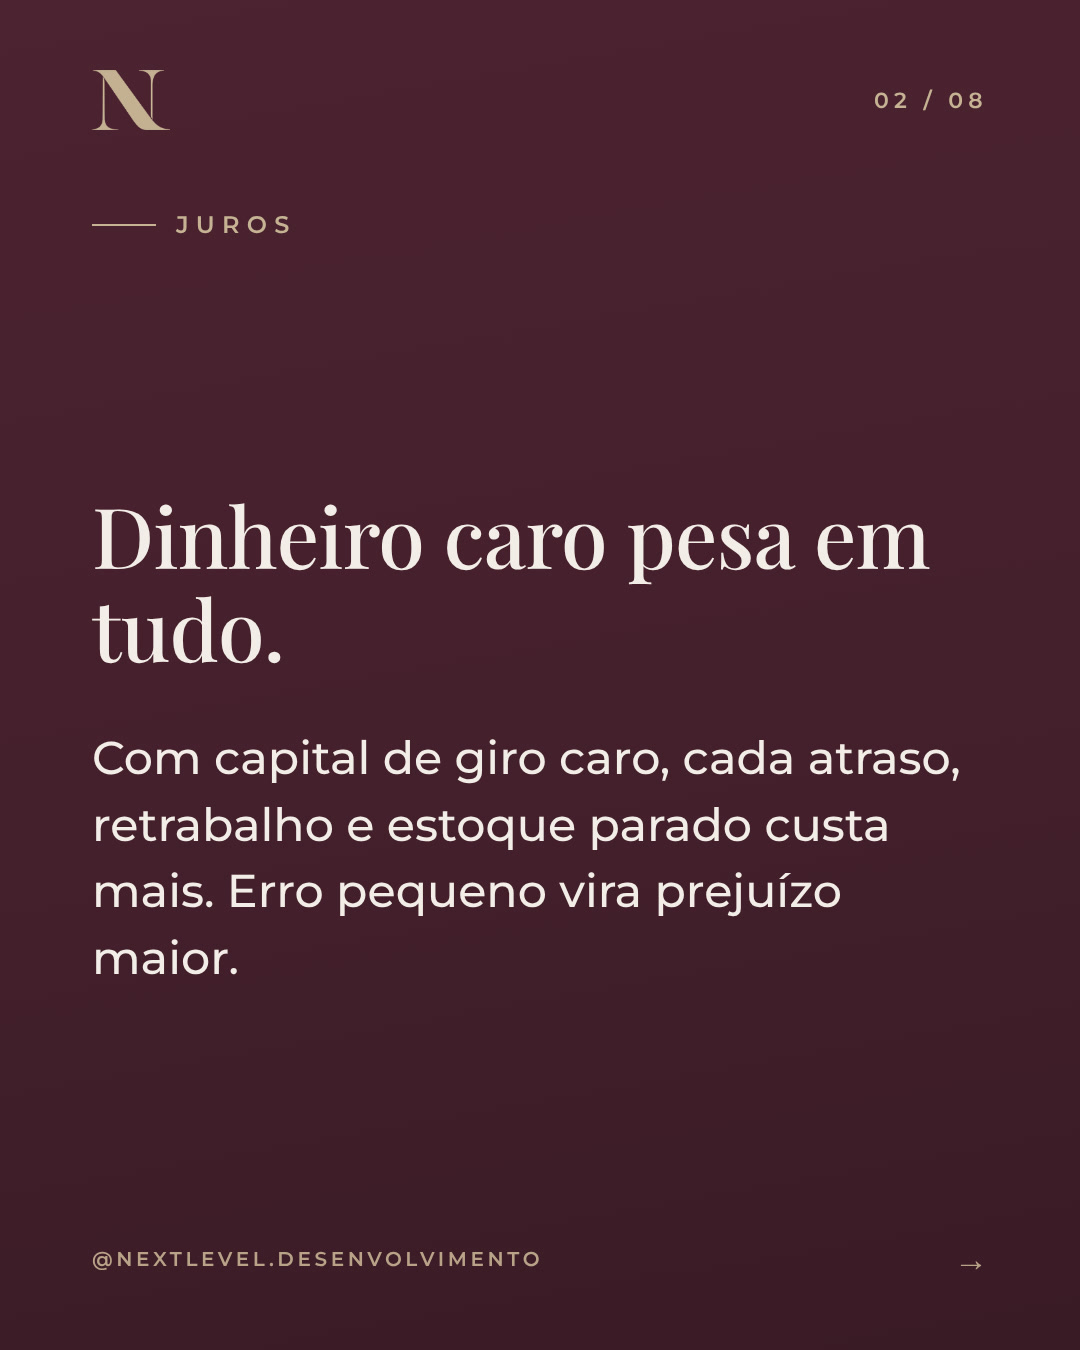 N
02 / 08
JUROS
Dinheiro caro pesa em
tudo.
Com capital de giro caro, cada atraso,
retrabalho e estoque parado custa
mais. Erro pequeno vira prejuízo
maior.
@NEXTLEVEL.DESENVOLVIMENTO
→